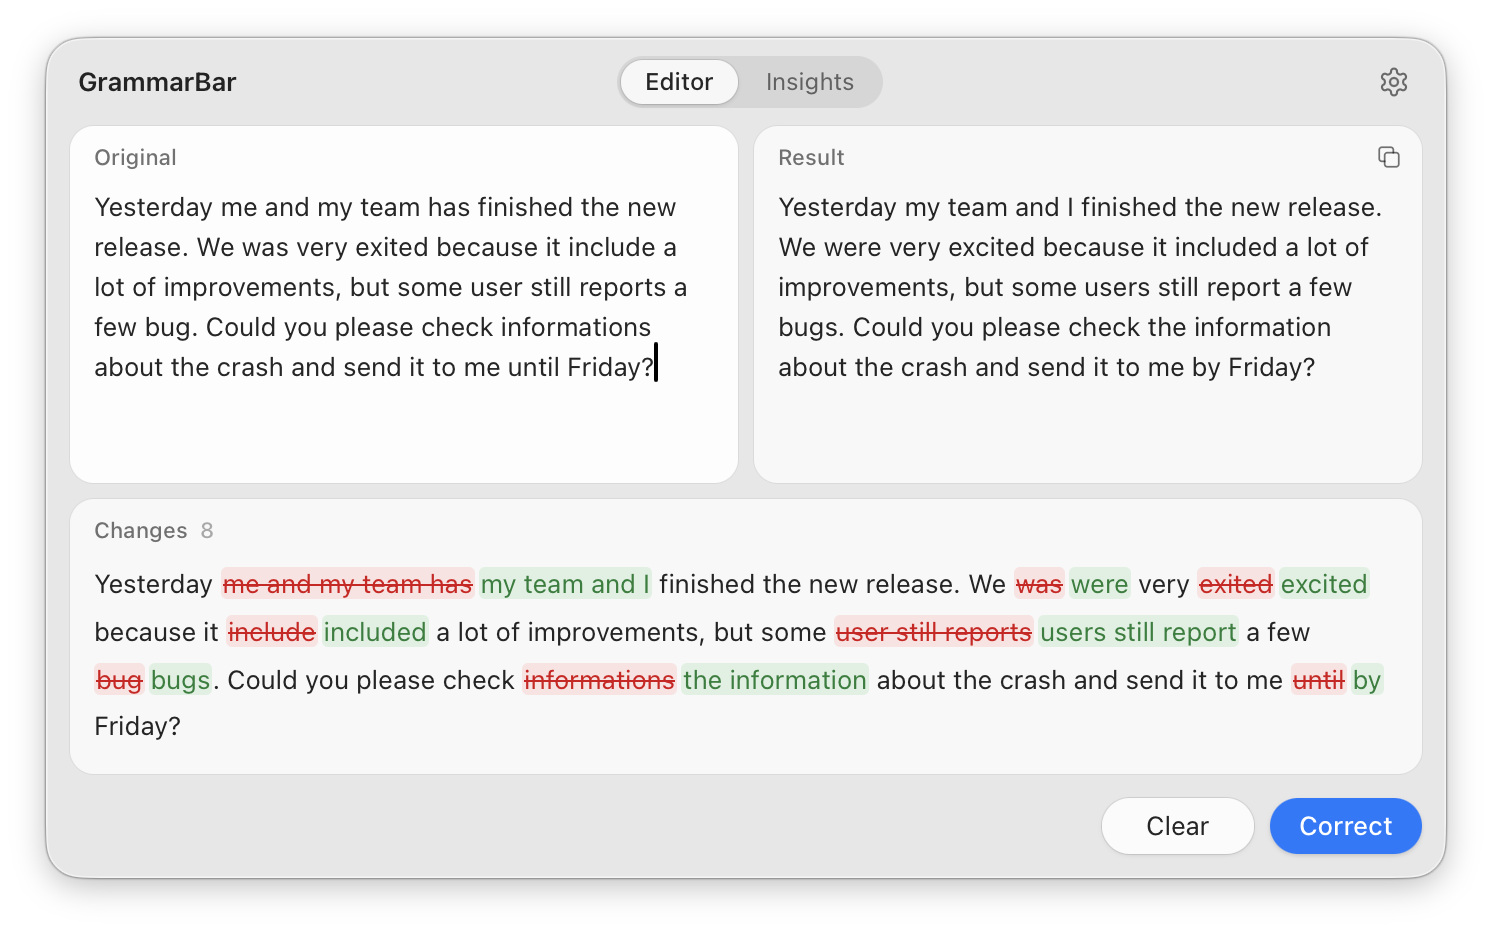 GrammarBar
Editor
Insights
Original
Yesterday me and my team has finished the new
release. We was very exited because it include a
lot of improvements, but some user still reports a
few bug. Could you please check informations
about the crash and send it to me until Friday?
Result
Yesterday my team and I finished the new release.
We were very excited because it included a lot of
improvements, but some users still report a few
bugs. Could you please check the information
about the crash and send it to me by Friday?
Changes 8
Yesterday me and my team has my team and I finished the new release. We was were very exited excited
because it include included a lot of improvements, but some user still reports users still report a few
bug bugs. Could you please check informations the information about the crash and send it to me until by
Friday?
Clear
Correct